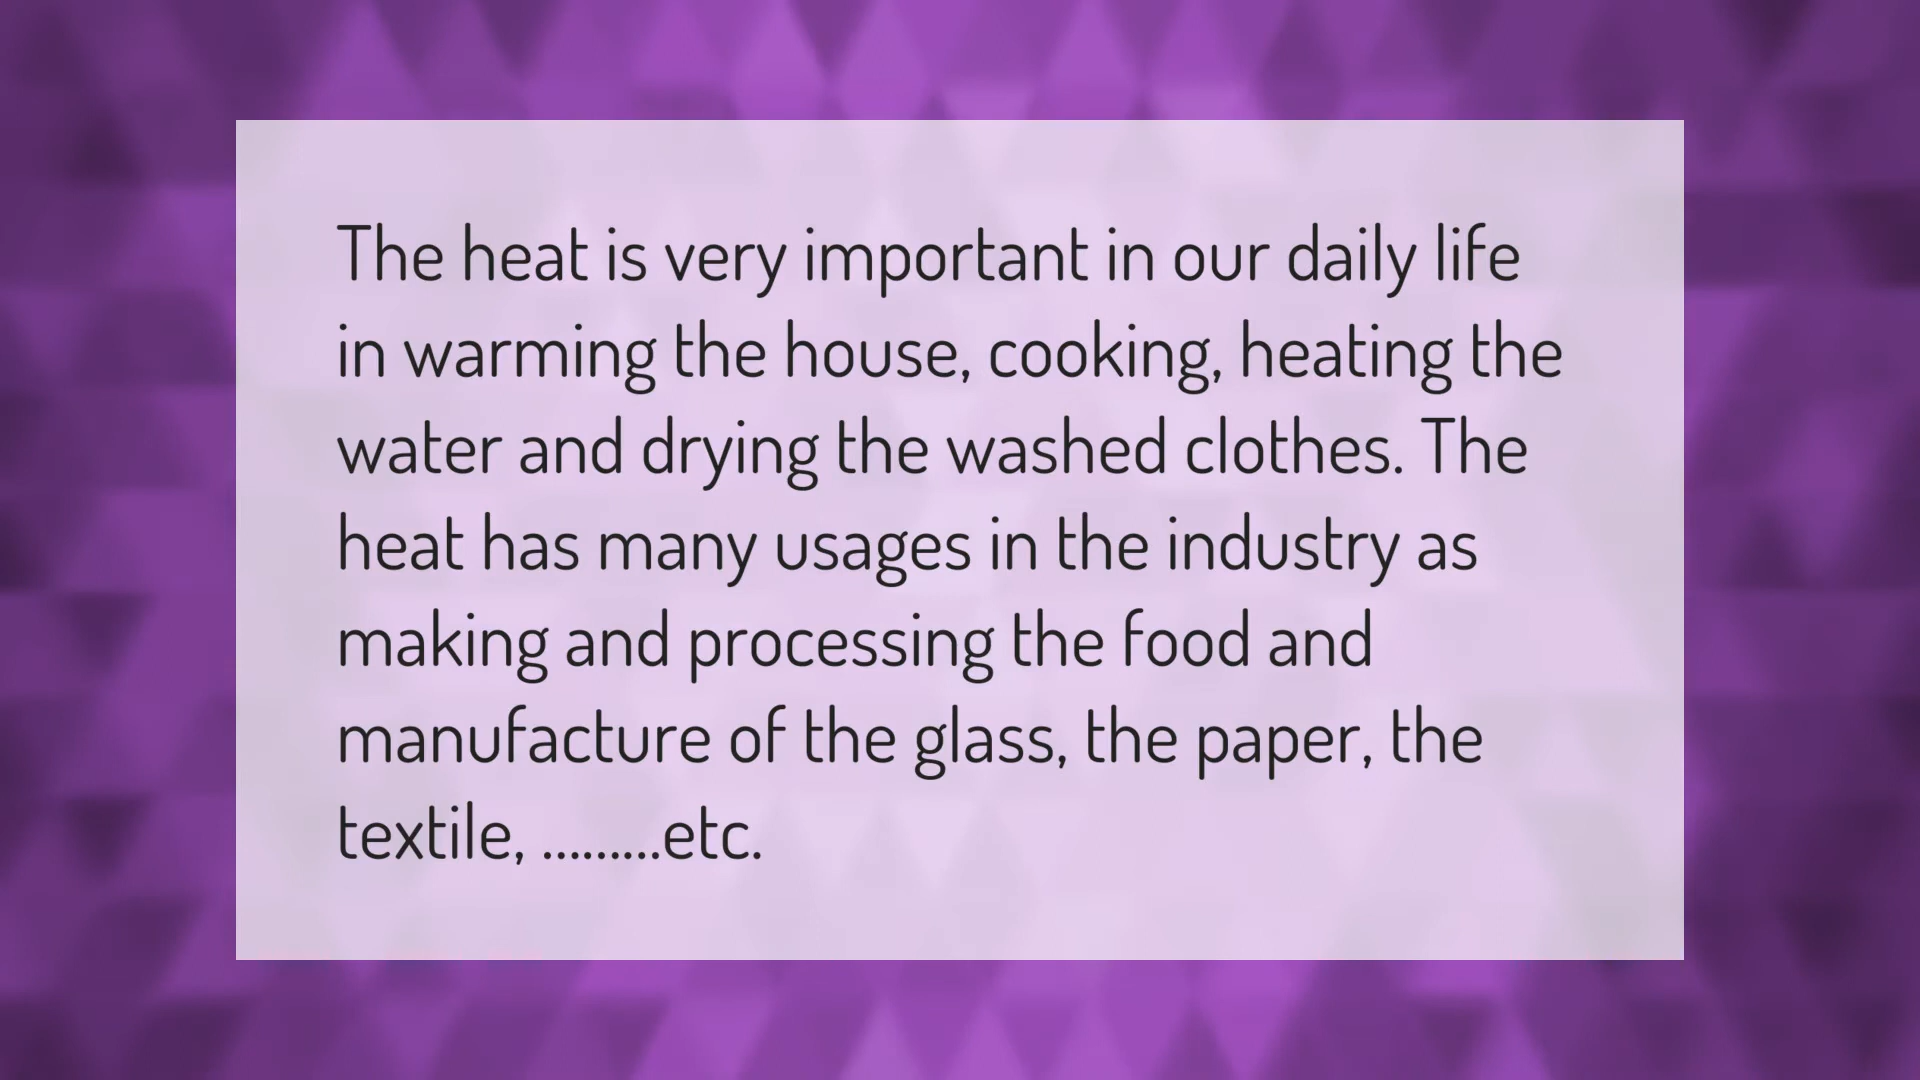 The heat is very important in our daily life
in warming the house, cooking, heating the
water and drying the washed clothes. The
heat has many usages in the industry as
making and processing the food and
manufacture of the glass, the paper, the
textile, .........etc.